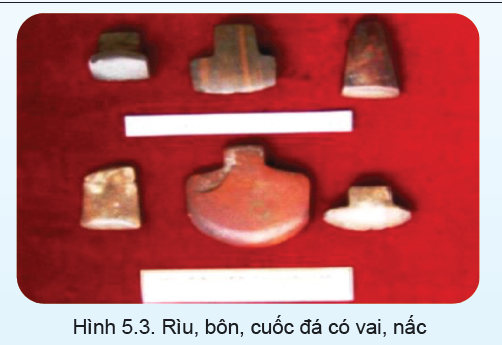 Hình 5.3. Rìu, bôn, cuốc đá có vai, nấc